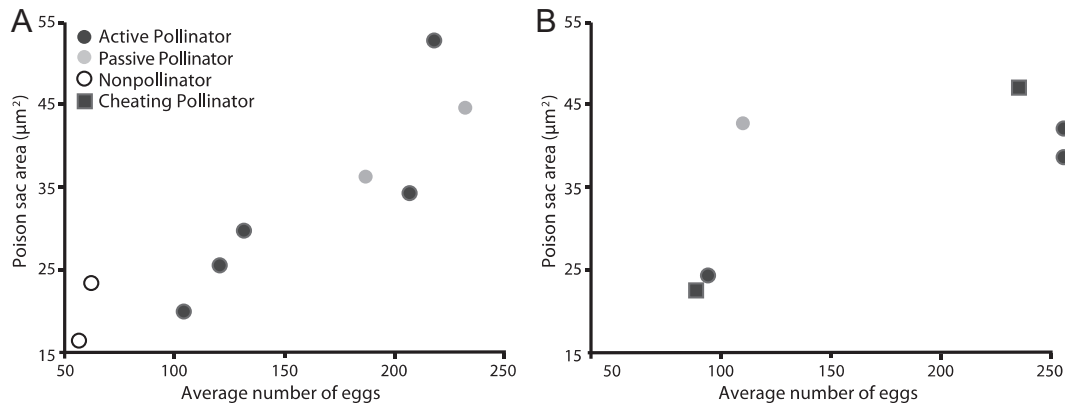 A
55
Active Pollinator
Passive Pollinator
Nonpollinator
Cheating Pollinator
45
35
25
15
Poison sac area (μm²)
50 100 150 200 250
Average number of eggs
B
55
45
35
25
15
Poison sac area (μm²)
50 100 150 200 250
Average number of eggs